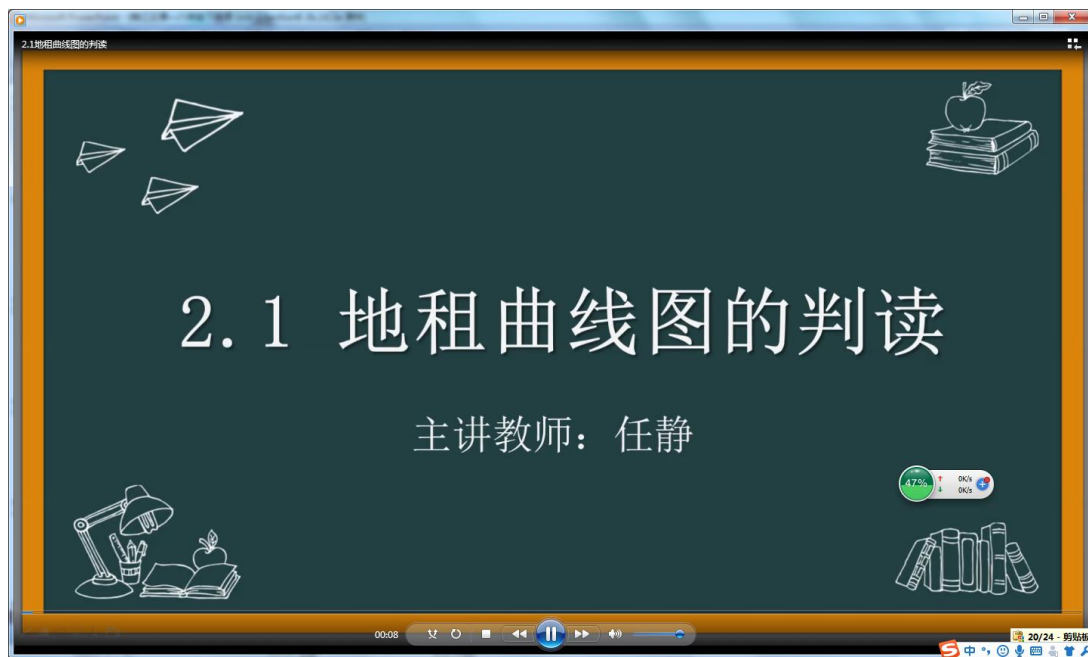 2.1地租曲线图的判读
2.1 地租曲线图的判读
主讲教师：任静
47%
0K/s
0K/s
00:08
20/24 - 剪贴板
中